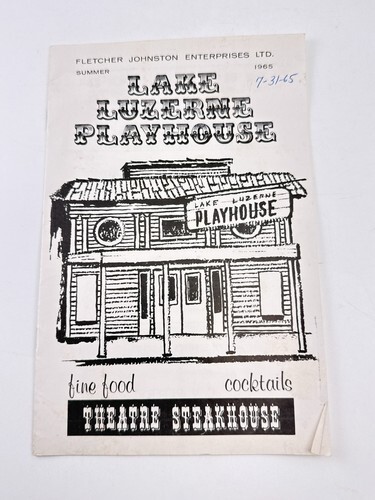 FLETCHER JOHNSTON ENTERPRISES LTD.
SUMMER 1965
7-31-65.
LAKE
LUZERNE
PLAYHOUSE
LAKE LUZERNE
PLAYHOUSE
fine food cocktails
THEATRE STEAKHOUSE